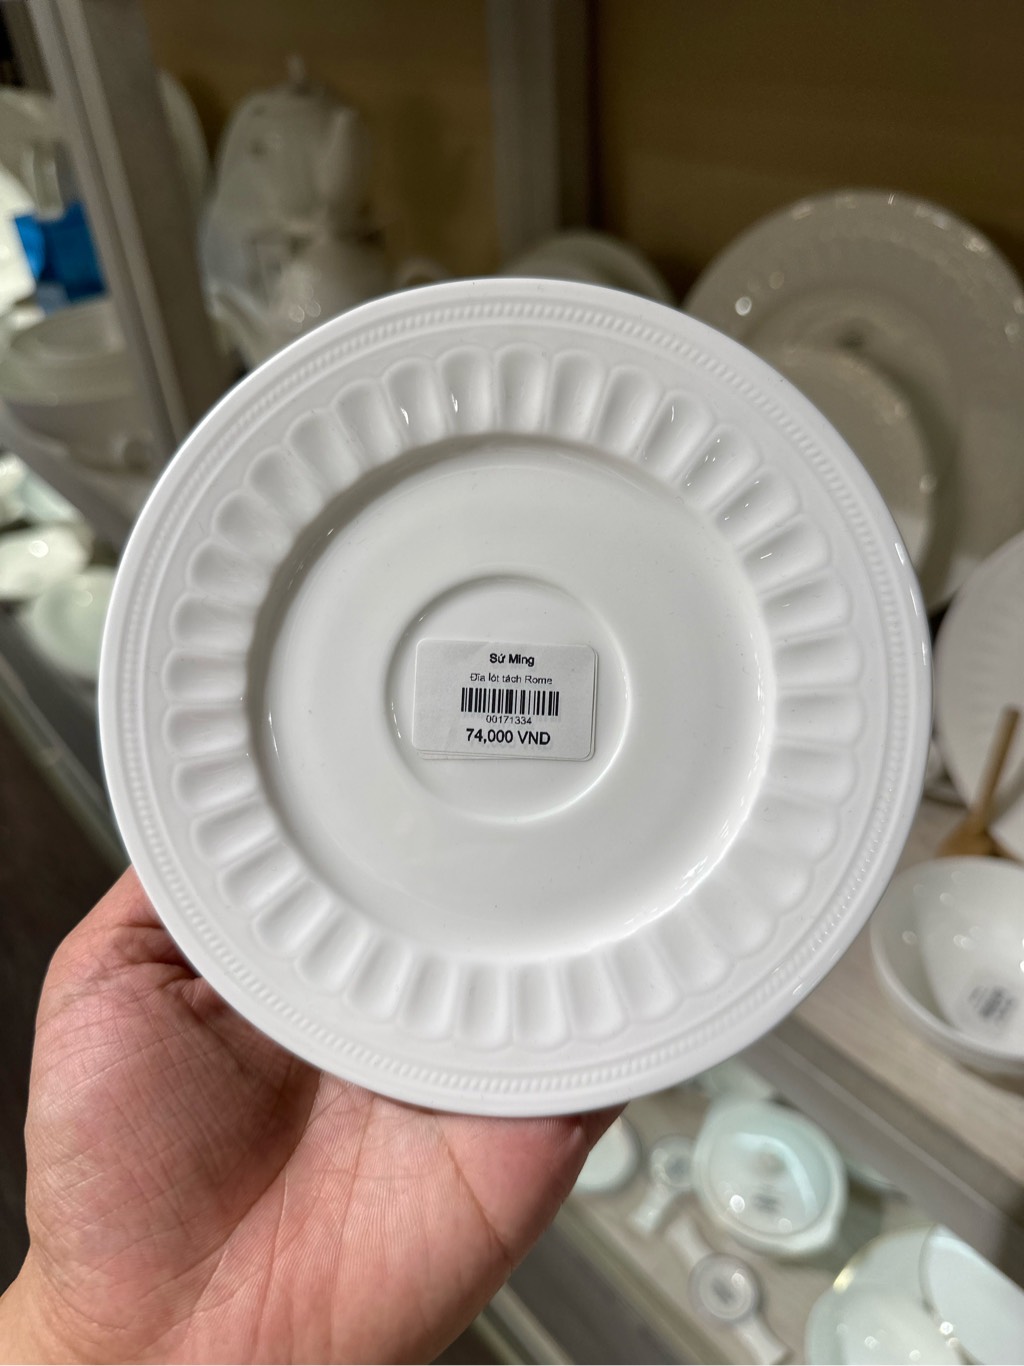 Sứ Ming
Đĩa lót tách Rome
00171334
74,000 VND